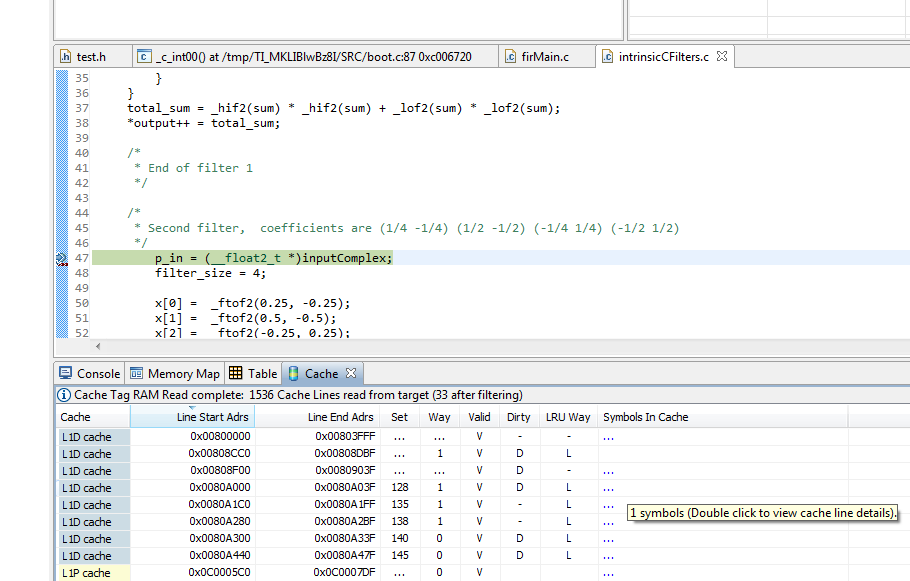 test.h _c_int00() at /tmp/TI_MKLIBIwBz8I/SRC/boot.c:87 0xc006720 firMain.c intrinsicCFilters.c
35 }
36 }
37 total_sum = _hif2(sum) * _hif2(sum) + _lof2(sum) * _lof2(sum);
38 *output++ = total_sum;
39
40 /*
41 * End of filter 1
42 */
43
44 /*
45 * Second filter, coefficients are (1/4 -1/4) (1/2 -1/2) (-1/4 1/4) (-1/2 1/2)
46 */
47 p_in = (__float2_t *)inputComplex;
48 filter_size = 4;
49
50 x[0] = _ftof2(0.25, -0.25);
51 x[1] = _ftof2(0.5, -0.5);
52 x[2] = _ftof2(-0.25, 0.25);
Console Memory Map Table Cache
Cache Tag RAM Read complete: 1536 Cache Lines read from target (33 after filtering)
Cache Line Start Adrs Line End Adrs Set Way Valid Dirty LRU Way Symbols In Cache
L1D cache 0x00800000 0x00803FFF ... ... V - - ...
L1D cache 0x00808CC0 0x00808DBF ... 1 V D L
L1D cache 0x00808F00 0x0080903F ... ... V D - ...
L1D cache 0x0080A000 0x0080A03F 128 1 V D L ...
L1D cache 0x0080A1C0 0x0080A1FF 135 1 V - L ...
1 symbols (Double click to view cache line details).
L1D cache 0x0080A280 0x0080A2BF 138 1 V - L ...
L1D cache 0x0080A300 0x0080A33F 140 0 V D L ...
L1D cache 0x0080A440 0x0080A47F 145 0 V D L ...
L1P cache 0x0C0005C0 0x0C0007DF ... 0 V ...